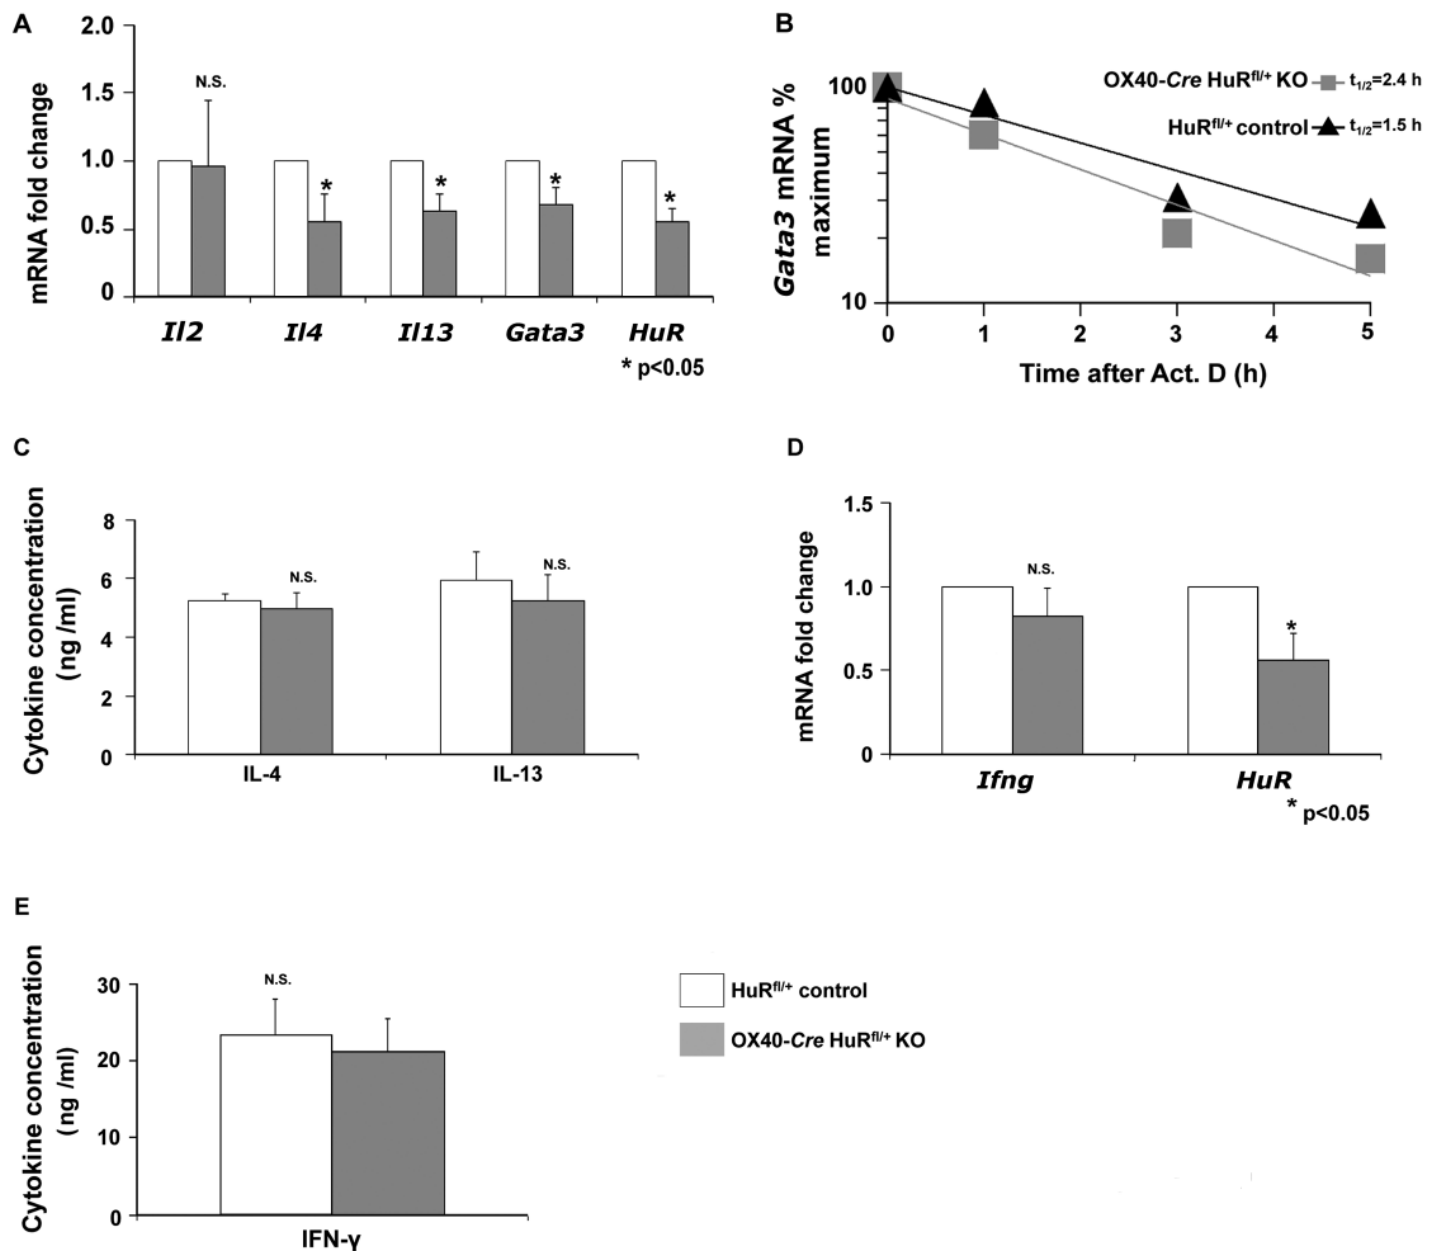 A
2.0
1.5
1.0
0.5
0
mRNA fold change
N.S.
*
*
*
*
Il2
Il4
Il13
Gata3
HuR
* p<0.05
B
100
10
Gata3 mRNA %
maximum
OX40-Cre HuRfl/+ KO
t1/2=2.4 h
HuRfl/+ control
t1/2=1.5 h
0
1
2
3
4
5
Time after Act. D (h)
C
8
6
4
2
0
Cytokine concentration
(ng /ml)
N.S.
N.S.
IL-4
IL-13
D
1.5
1.0
0.5
0
mRNA fold change
N.S.
*
Ifng
HuR
* p<0.05
E
30
20
10
0
Cytokine concentration
(ng /ml)
N.S.
IFN-γ
HuRfl/+ control
OX40-Cre HuRfl/+ KO